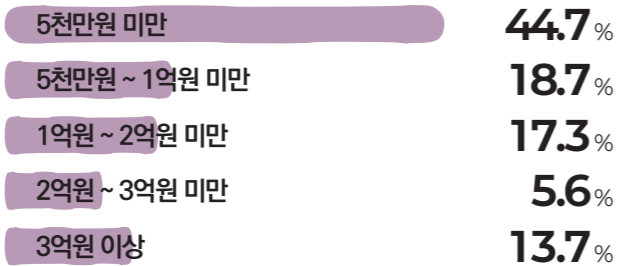 5천만원 미만 44.7%
5천만원 ~ 1억원 미만 18.7%
1억원 ~ 2억원 미만 17.3%
2억원 ~ 3억원 미만 5.6%
3억원 이상 13.7%